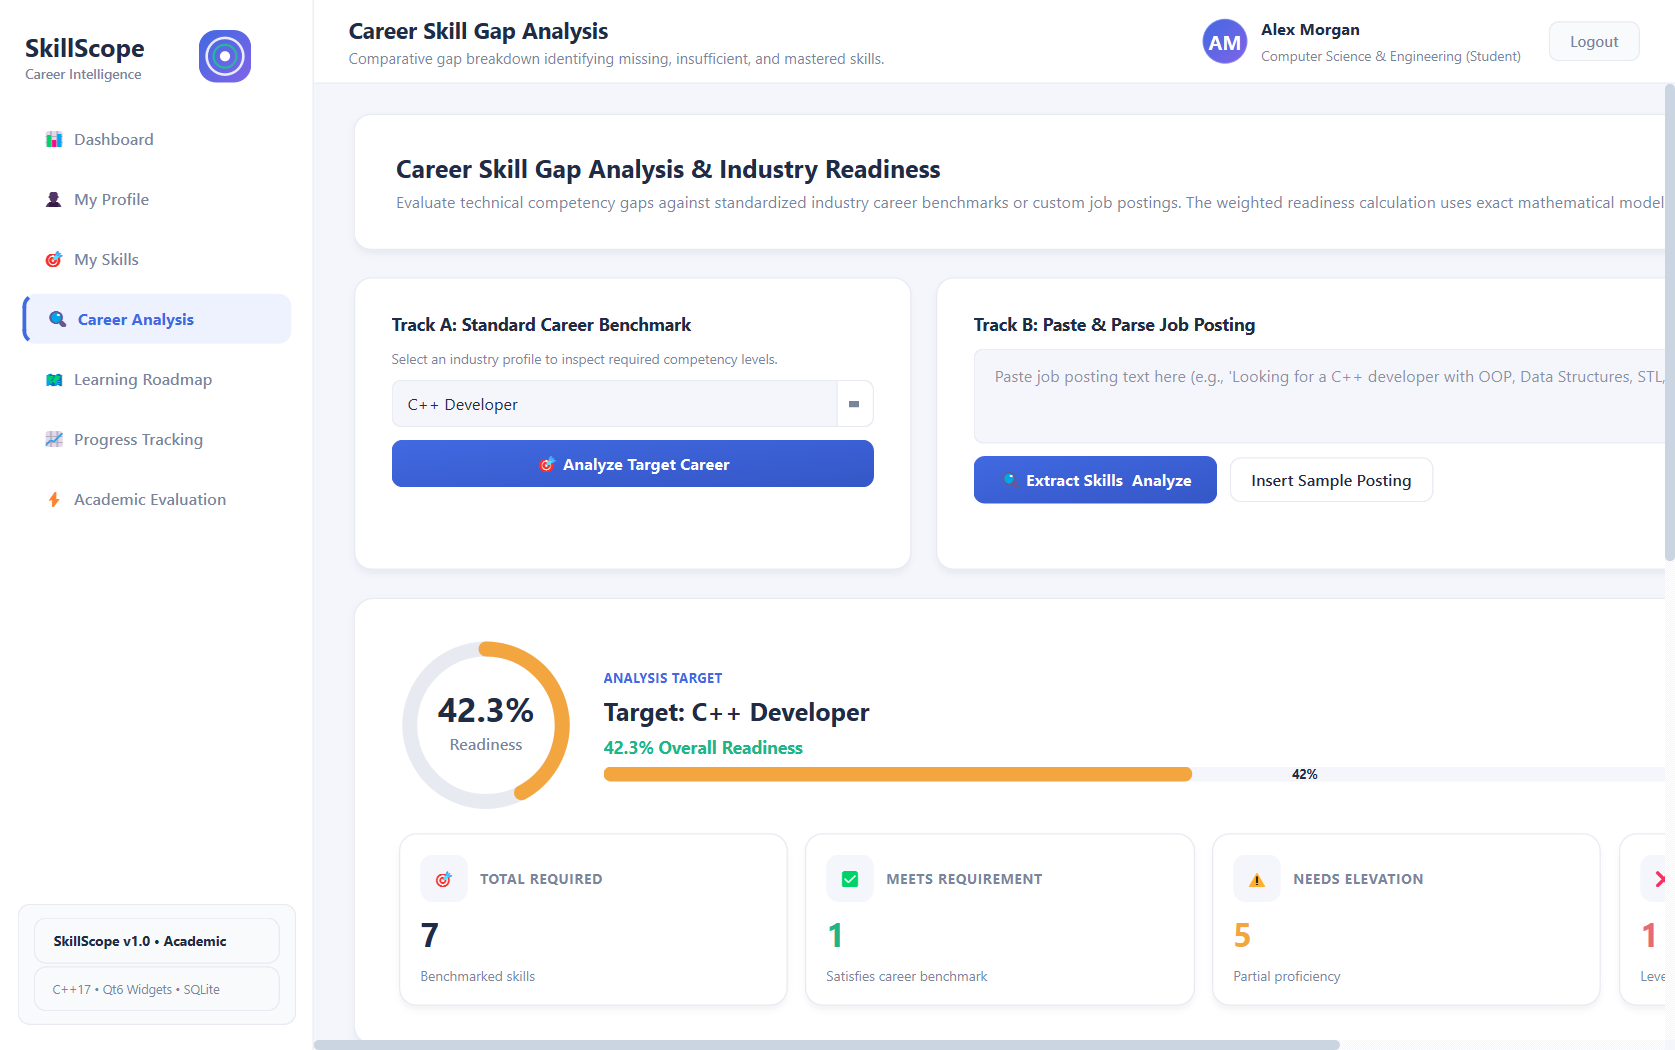 SkillScope
Career Intelligence
Dashboard
My Profile
My Skills
Career Analysis
Learning Roadmap
Progress Tracking
Academic Evaluation
SkillScope v1.0 • Academic
C++17 • Qt6 Widgets • SQLite
Career Skill Gap Analysis
Comparative gap breakdown identifying missing, insufficient, and mastered skills.
AM
Alex Morgan
Computer Science & Engineering (Student)
Logout
Career Skill Gap Analysis & Industry Readiness
Evaluate technical competency gaps against standardized industry career benchmarks or custom job postings. The weighted readiness calculation uses exact mathematical model
Track A: Standard Career Benchmark
Select an industry profile to inspect required competency levels.
C++ Developer
Analyze Target Career
Track B: Paste & Parse Job Posting
Paste job posting text here (e.g., 'Looking for a C++ developer with OOP, Data Structures, STL,
Extract Skills  Analyze
Insert Sample Posting
42.3%
Readiness
ANALYSIS TARGET
Target: C++ Developer
42.3% Overall Readiness
42%
TOTAL REQUIRED
7
Benchmarked skills
MEETS REQUIREMENT
1
Satisfies career benchmark
NEEDS ELEVATION
5
Partial proficiency
1
Leve